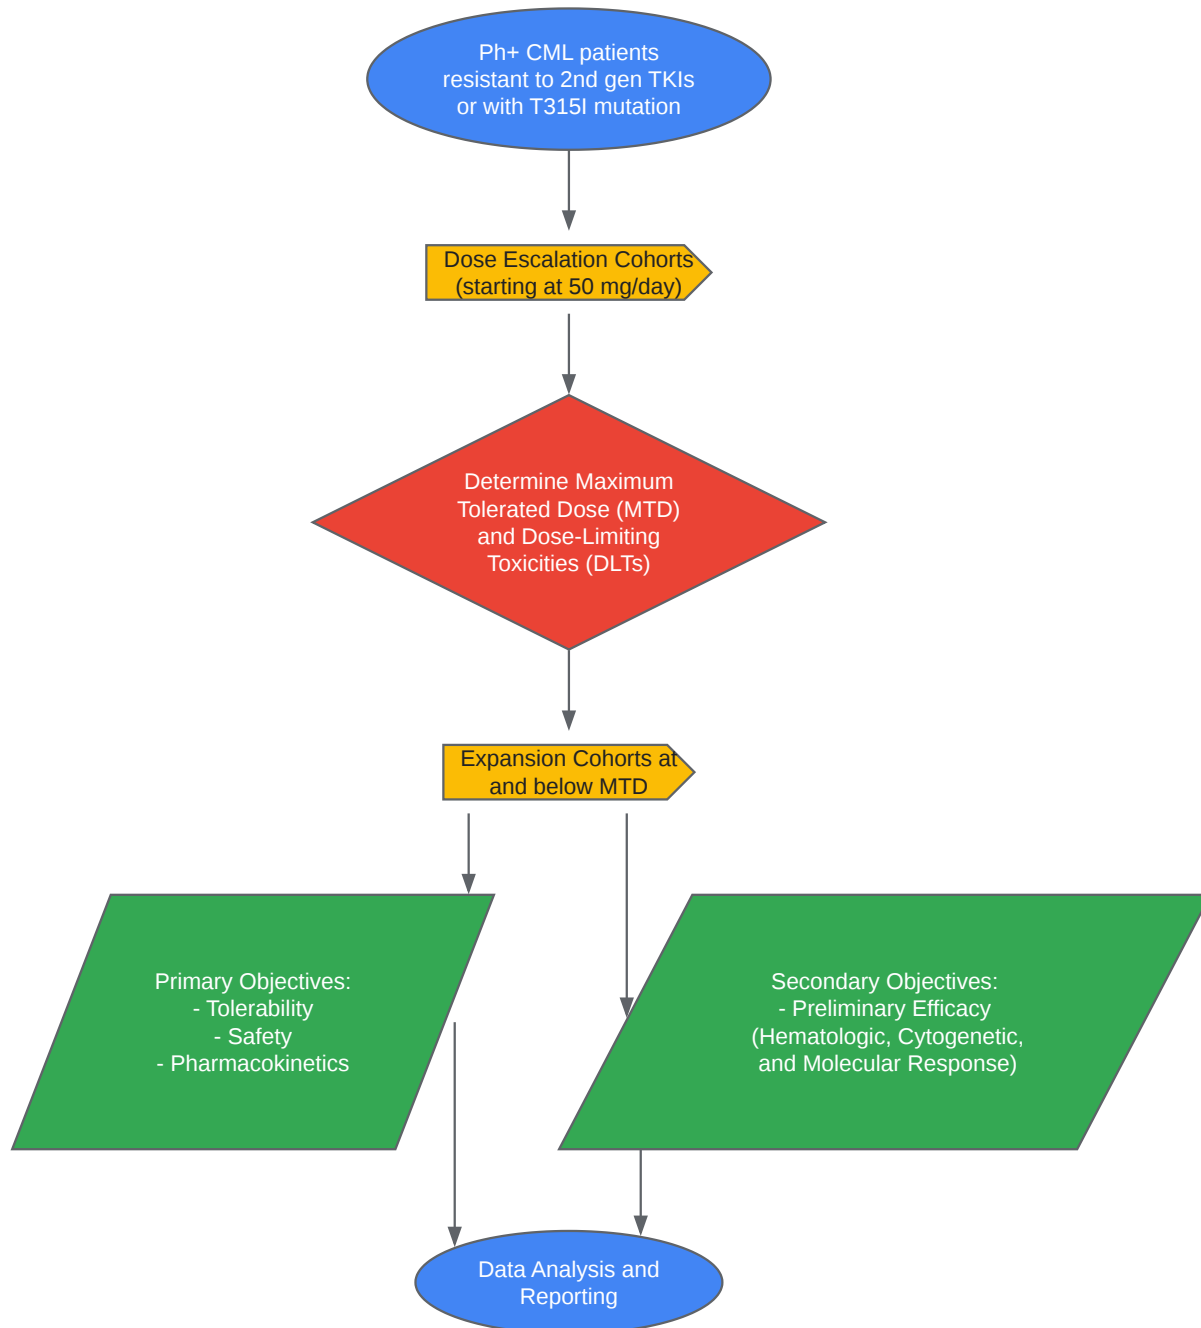 Ph+ CML patients
resistant to 2nd gen TKIs
or with T315I mutation
Dose Escalation Cohorts
(starting at 50 mg/day)
Determine Maximum
Tolerated Dose (MTD)
and Dose-Limiting
Toxicities (DLTs)
Expansion Cohorts at
and below MTD
Primary Objectives:
- Tolerability
- Safety
- Pharmacokinetics
Secondary Objectives:
- Preliminary Efficacy
(Hematologic, Cytogenetic,
and Molecular Response)
Data Analysis and
Reporting